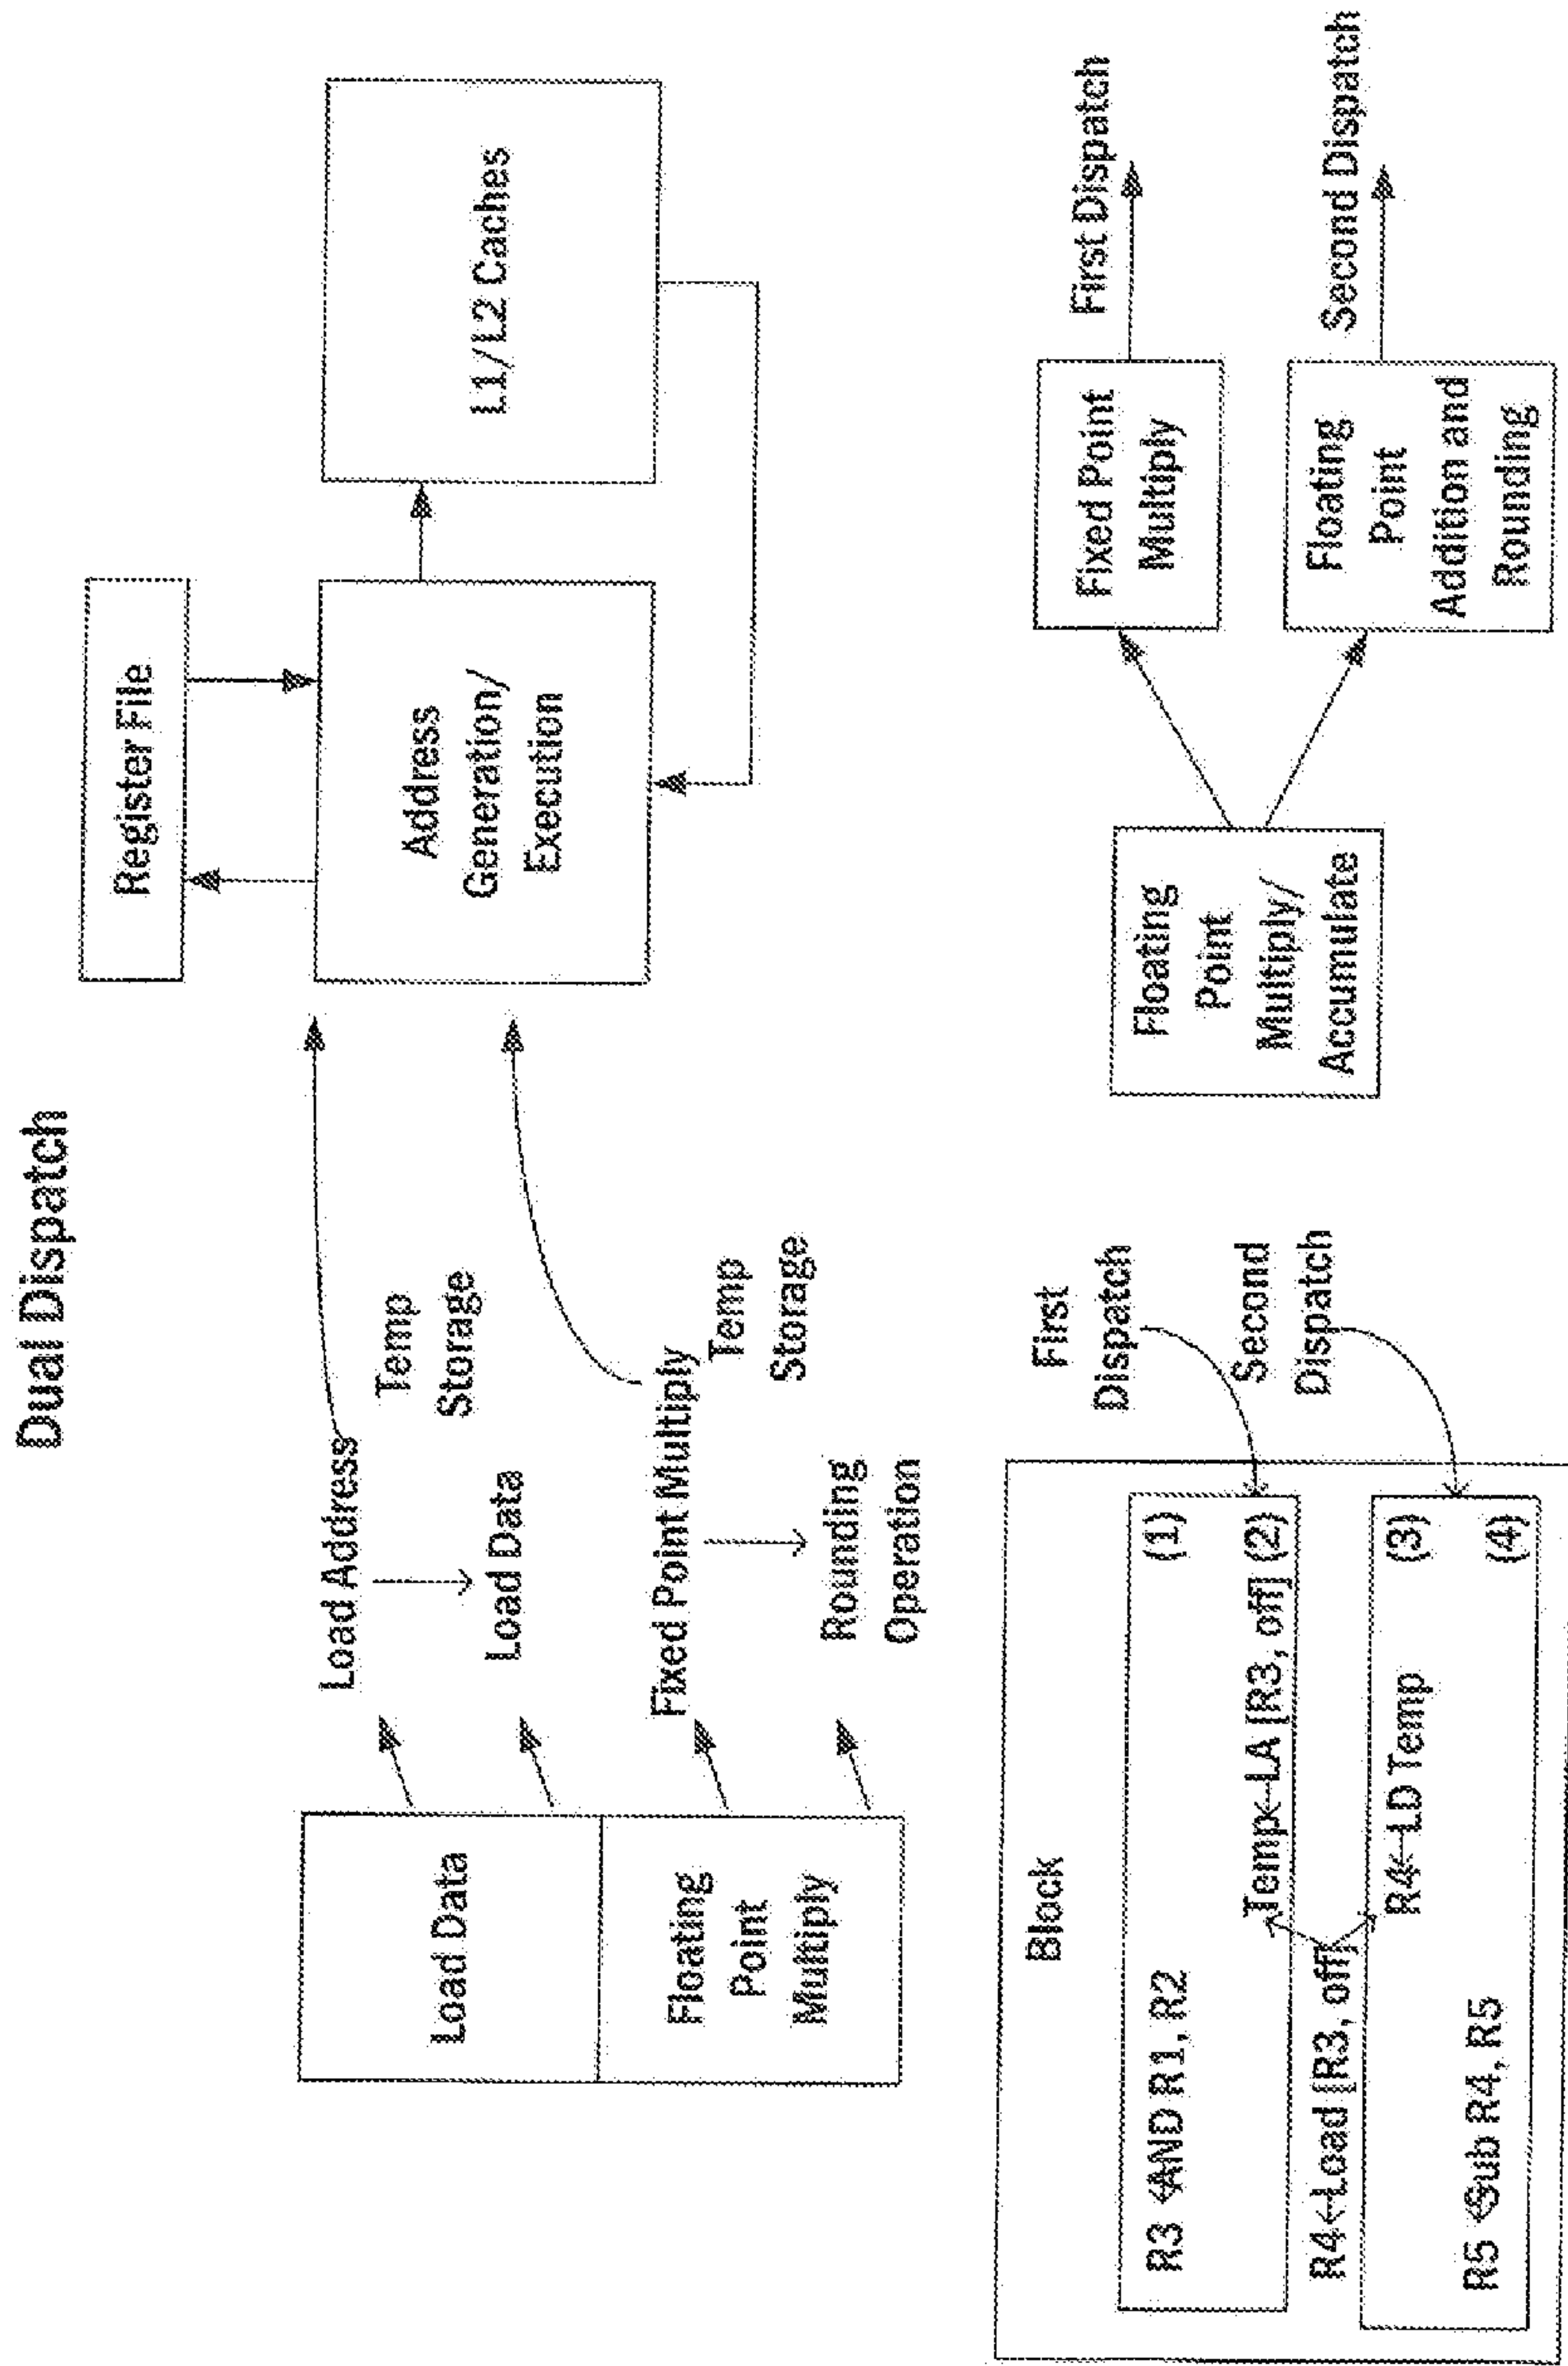 Dual Dispatch
Register File
Load Address
Temp
Storage
Load Data
Load Data
Address
Generation/
Execution
L1/L2 Caches
Floating
Point
Multiply
Fixed Point Multiply
Temp
Storage
Rounding
Operation
Block
R3 ← AND R1, R2
(1)
Temp ← LA [R3, off] (2)
R4 ← Load [R3, off]
R4 ← LD Temp
(3)
R5 ← Sub R4, R5
(4)
First
Dispatch
Second
Dispatch
Floating
Point
Multiply/
Accumulate
Fixed Point
Multiply
First Dispatch
Floating
Point
Addition and
Rounding
Second Dispatch